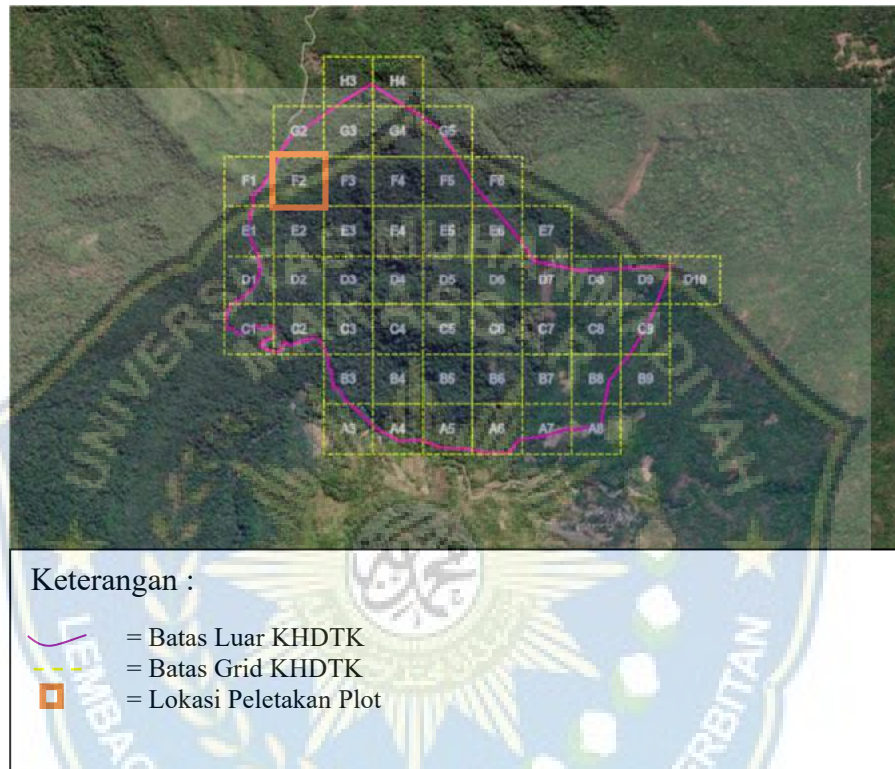 H3 H4
G2 G3 G4 G5
F1 F2 F3 F4 F5 F6
E1 E2 E3 E4 E5 E6 E7
D1 D2 D3 D4 D5 D6 D7 D8 D9 D10
C1 C2 C3 C4 C5 C6 C7 C8 C9
B3 B4 B5 B6 B7 B8 B9
A3 A4 A5 A6 A7 A8
UNIVERSITAS MUHAMMADIYAH
Keterangan :
= Batas Luar KHDTK
= Batas Grid KHDTK
= Lokasi Peletakan Plot